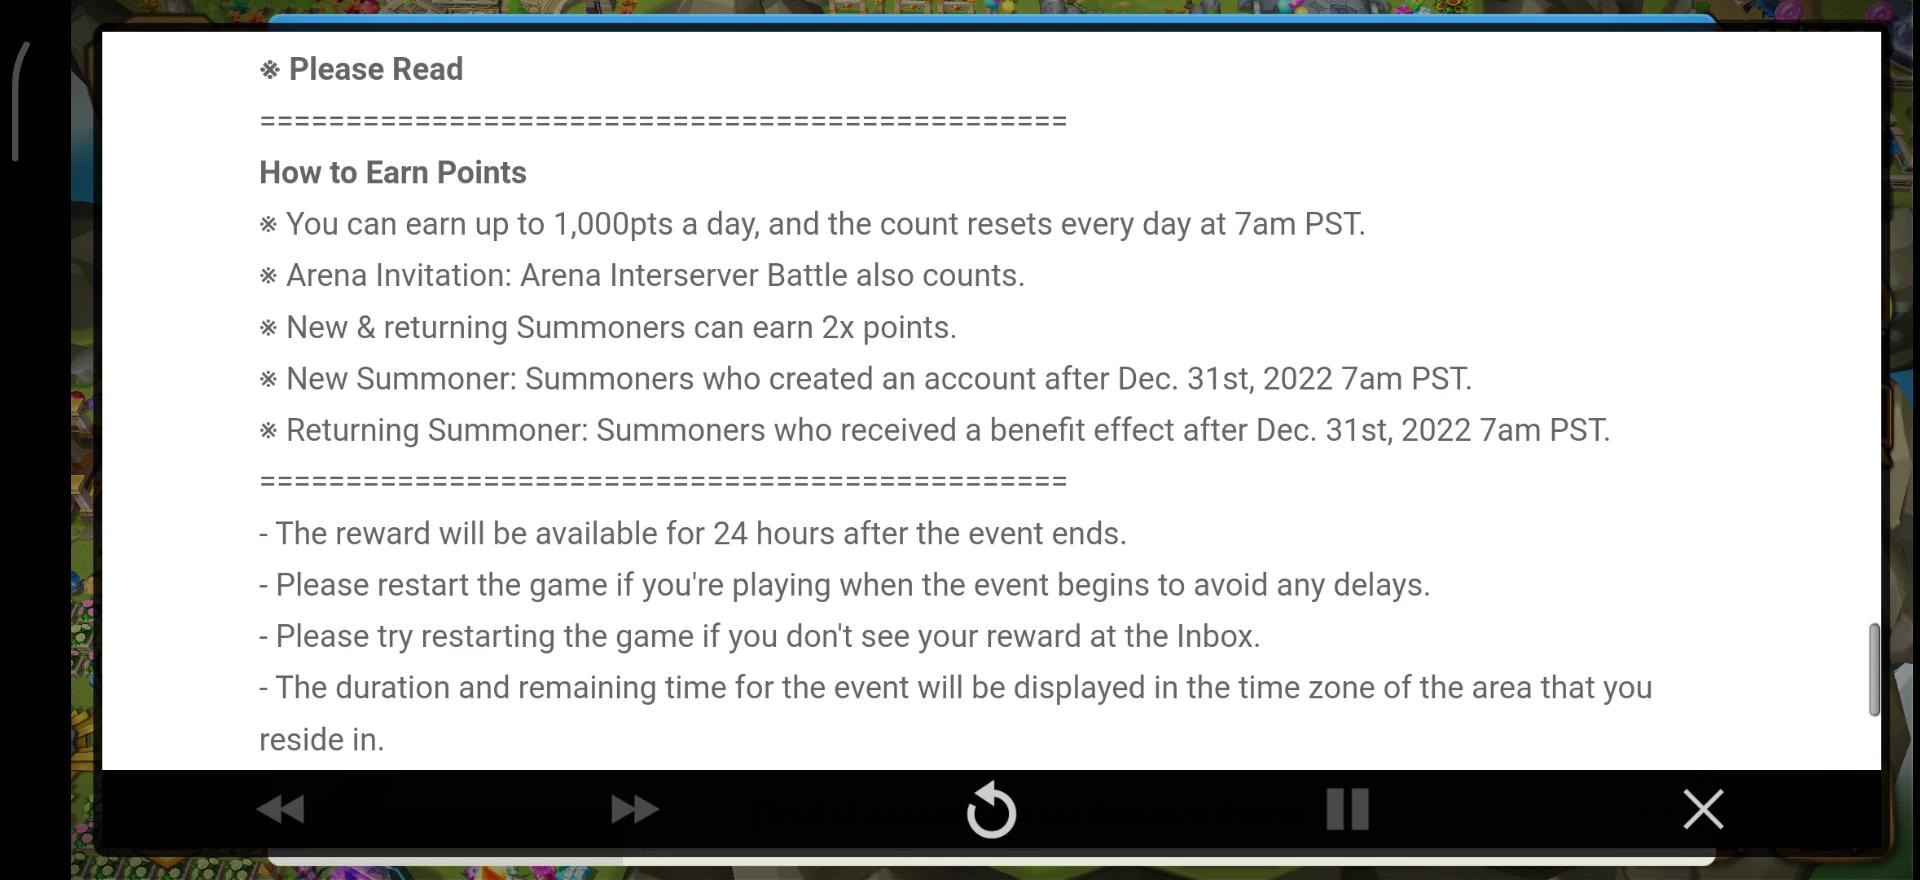 ※ Please Read
===============================================
How to Earn Points
※ You can earn up to 1,000pts a day, and the count resets every day at 7am PST.
※ Arena Invitation: Arena Interserver Battle also counts.
※ New & returning Summoners can earn 2x points.
※ New Summoner: Summoners who created an account after Dec. 31st, 2022 7am PST.
※ Returning Summoner: Summoners who received a benefit effect after Dec. 31st, 2022 7am PST.
===============================================
- The reward will be available for 24 hours after the event ends.
- Please restart the game if you're playing when the event begins to avoid any delays.
- Please try restarting the game if you don't see your reward at the Inbox.
- The duration and remaining time for the event will be displayed in the time zone of the area that you
reside in.